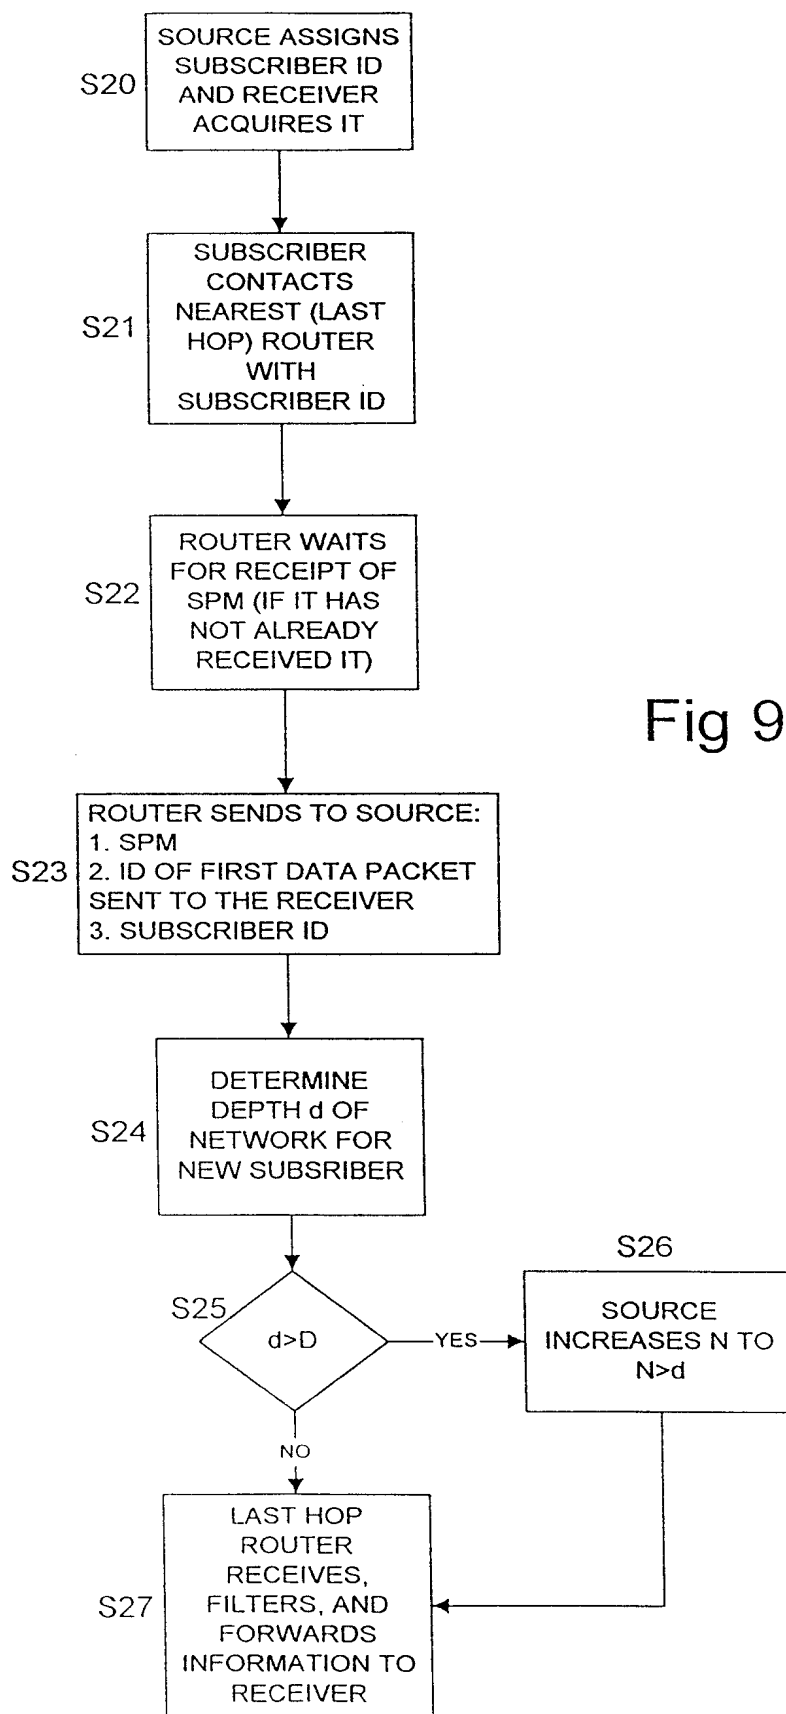 SOURCE ASSIGNS
SUBSCRIBER ID
AND RECEIVER
ACQUIRES IT
S20
SUBSCRIBER
CONTACTS
NEAREST (LAST
HOP) ROUTER
WITH
SUBSCRIBER ID
S21
ROUTER WAITS
FOR RECEIPT OF
SPM (IF IT HAS
NOT ALREADY
RECEIVED IT)
S22
Fig 9
ROUTER SENDS TO SOURCE:
1. SPM
2. ID OF FIRST DATA PACKET
SENT TO THE RECEIVER
3. SUBSCRIBER ID
S23
DETERMINE
DEPTH d OF
NETWORK FOR
NEW SUBSRIBER
S24
S25
d>D
YES
S26
SOURCE
INCREASES N TO
N>d
NO
LAST HOP
ROUTER
RECEIVES,
FILTERS, AND
FORWARDS
INFORMATION TO
RECEIVER
S27